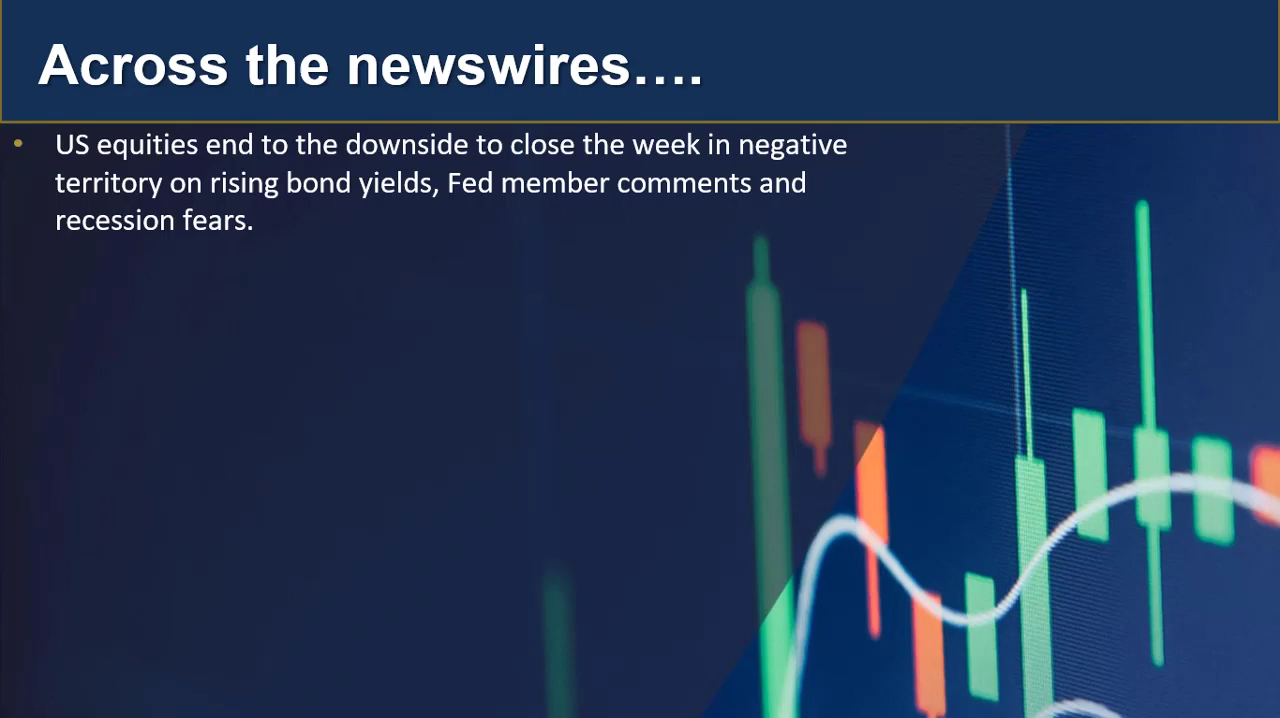 Across the newswires….
• US equities end to the downside to close the week in negative
territory on rising bond yields, Fed member comments and
recession fears.